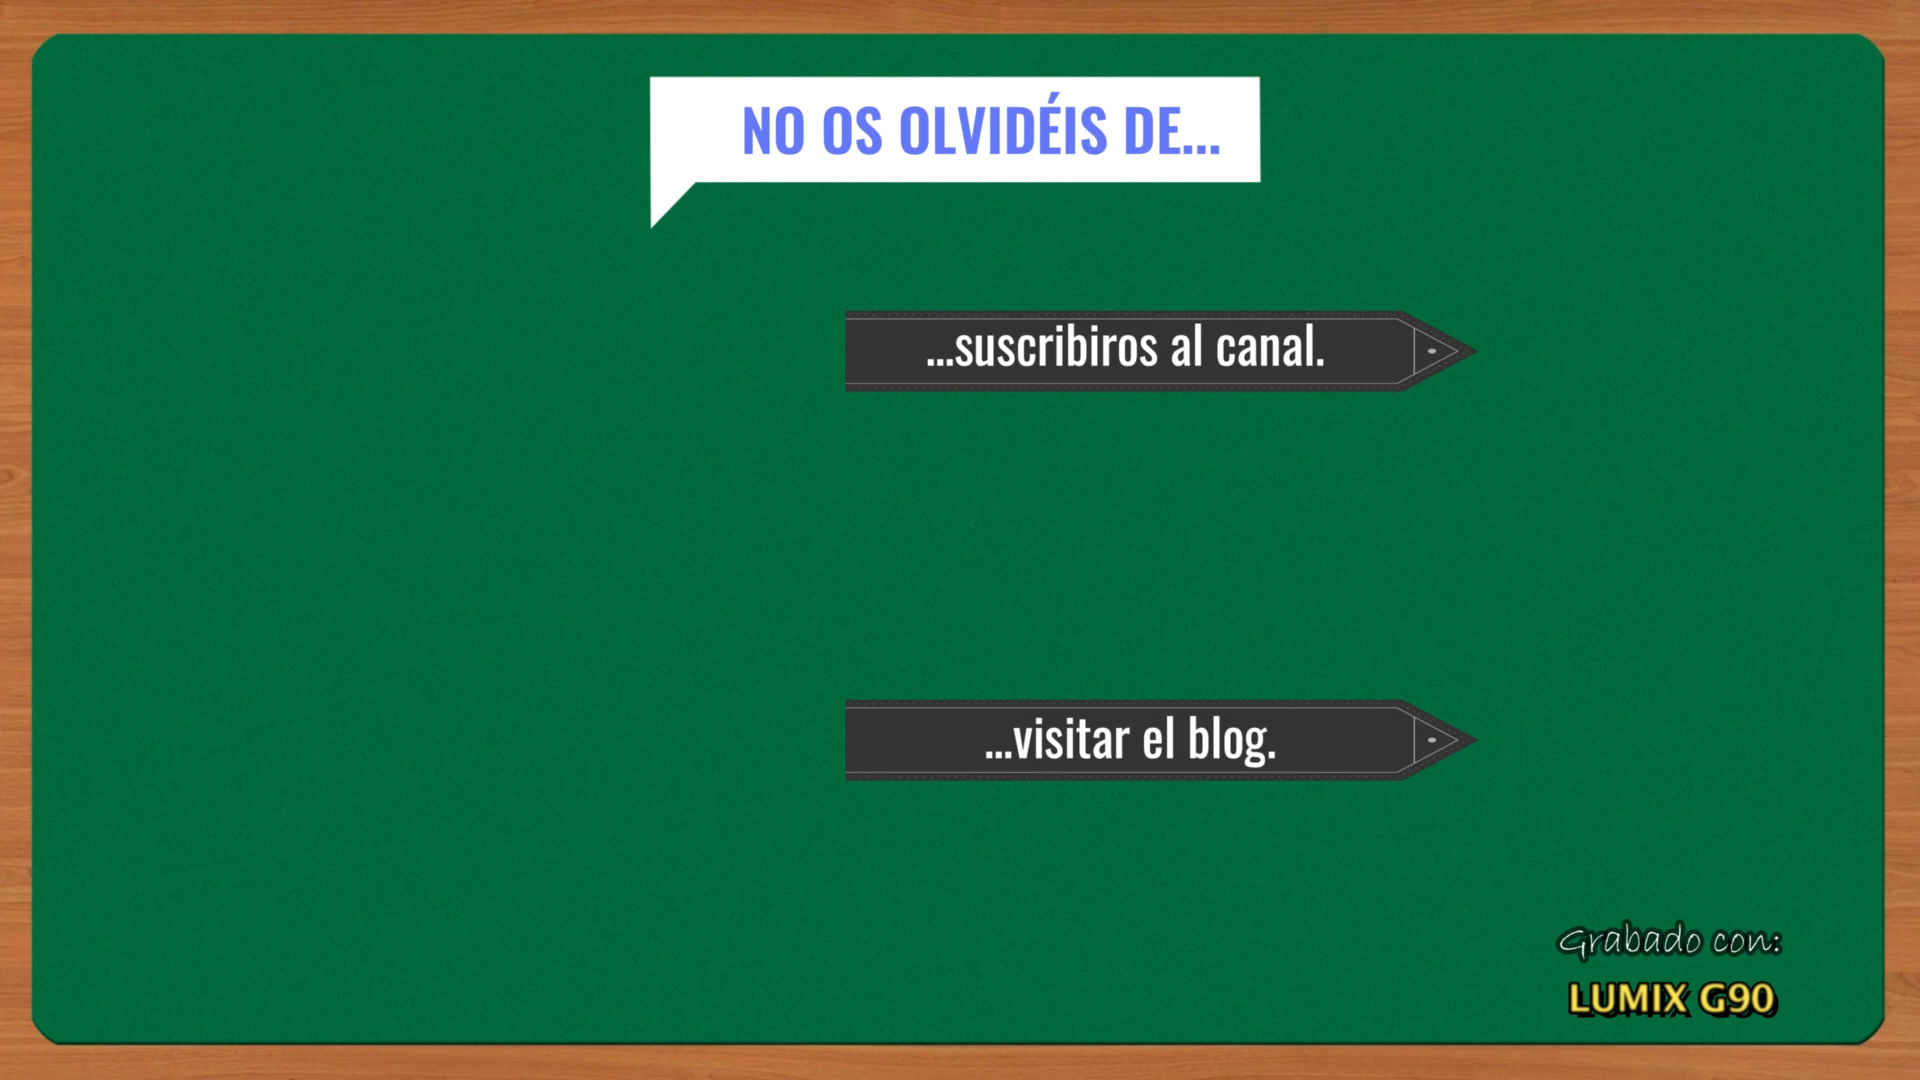 NO OS OLVIDÉIS DE...
...suscribiros al canal.
...visitar el blog.
Grabado con:
LUMIX G90